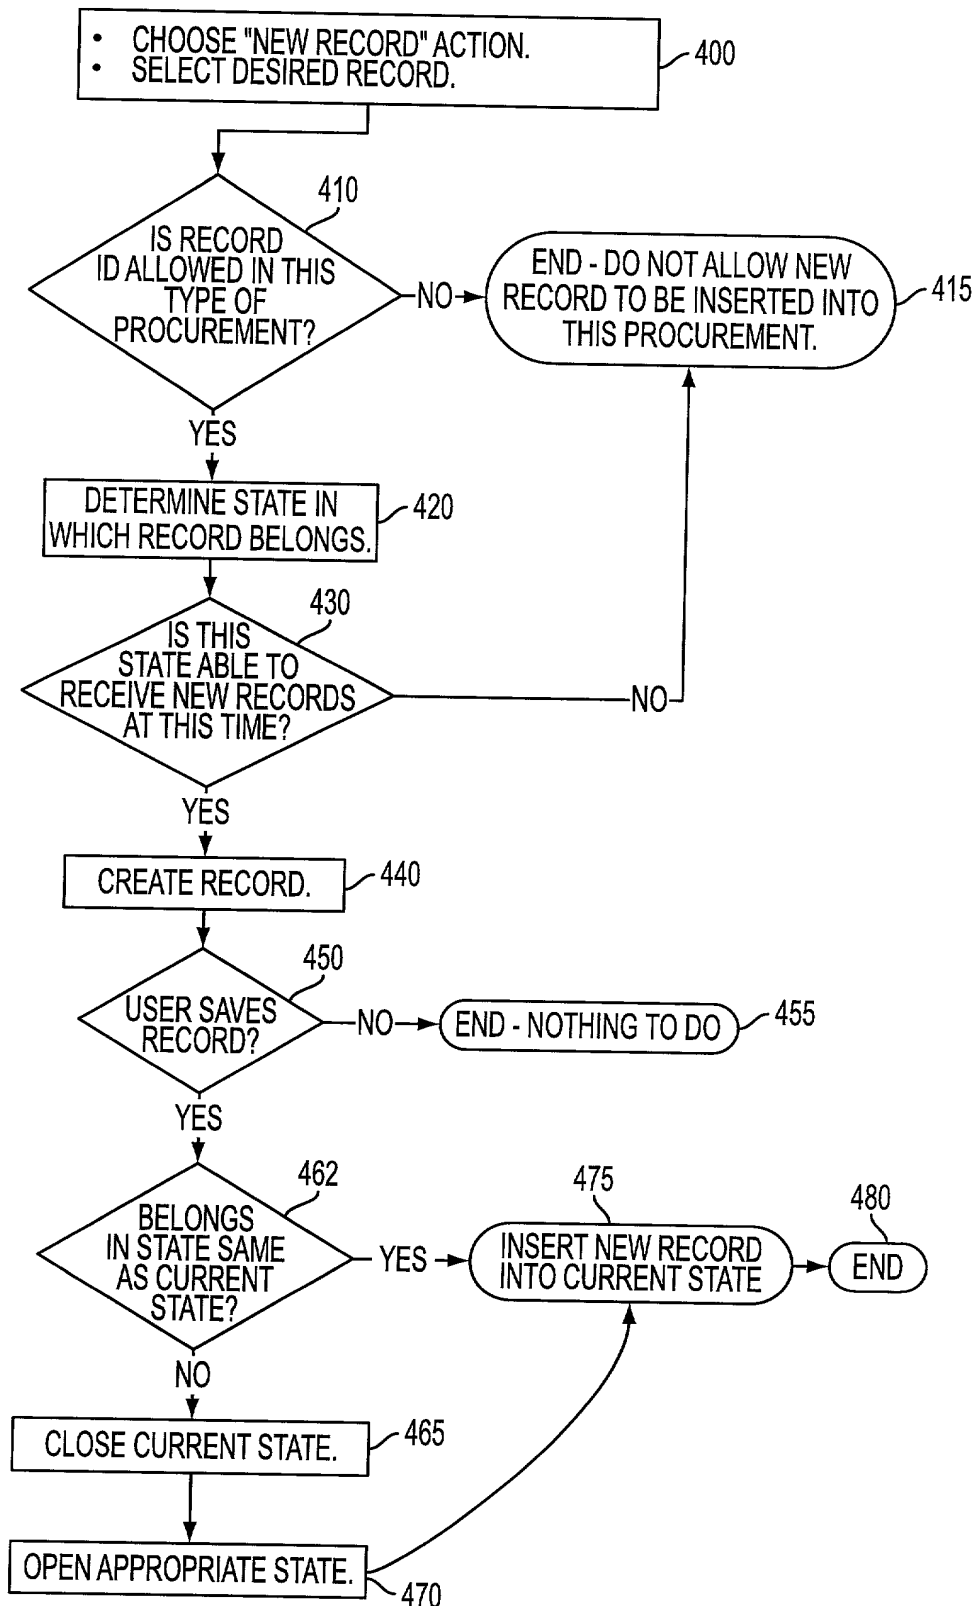 • CHOOSE "NEW RECORD" ACTION.
• SELECT DESIRED RECORD.
400
410
IS RECORD
ID ALLOWED IN THIS
TYPE OF
PROCUREMENT?
NO
END - DO NOT ALLOW NEW
RECORD TO BE INSERTED INTO
THIS PROCUREMENT.
415
YES
DETERMINE STATE IN
WHICH RECORD BELONGS.
420
430
IS THIS
STATE ABLE TO
RECEIVE NEW RECORDS
AT THIS TIME?
NO
YES
CREATE RECORD.
440
450
USER SAVES
RECORD?
NO
END - NOTHING TO DO
455
YES
462
BELONGS
IN STATE SAME
AS CURRENT
STATE?
YES
475
INSERT NEW RECORD
INTO CURRENT STATE
480
END
NO
CLOSE CURRENT STATE.
465
OPEN APPROPRIATE STATE.
470